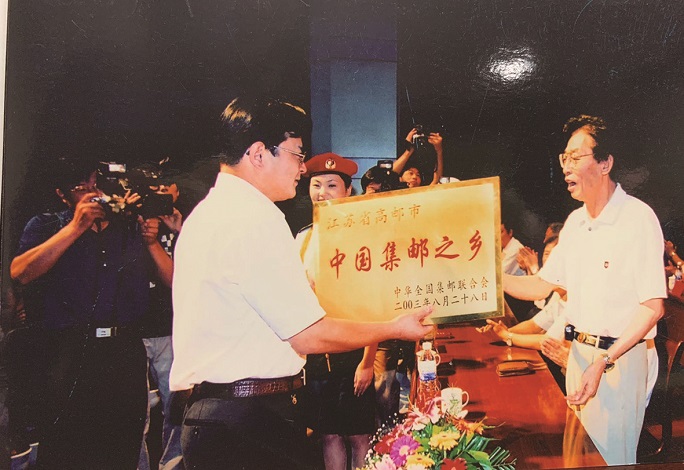 江苏省高邮市
中国集邮之乡
中华全国集邮联合会
二00三年八月二十八日